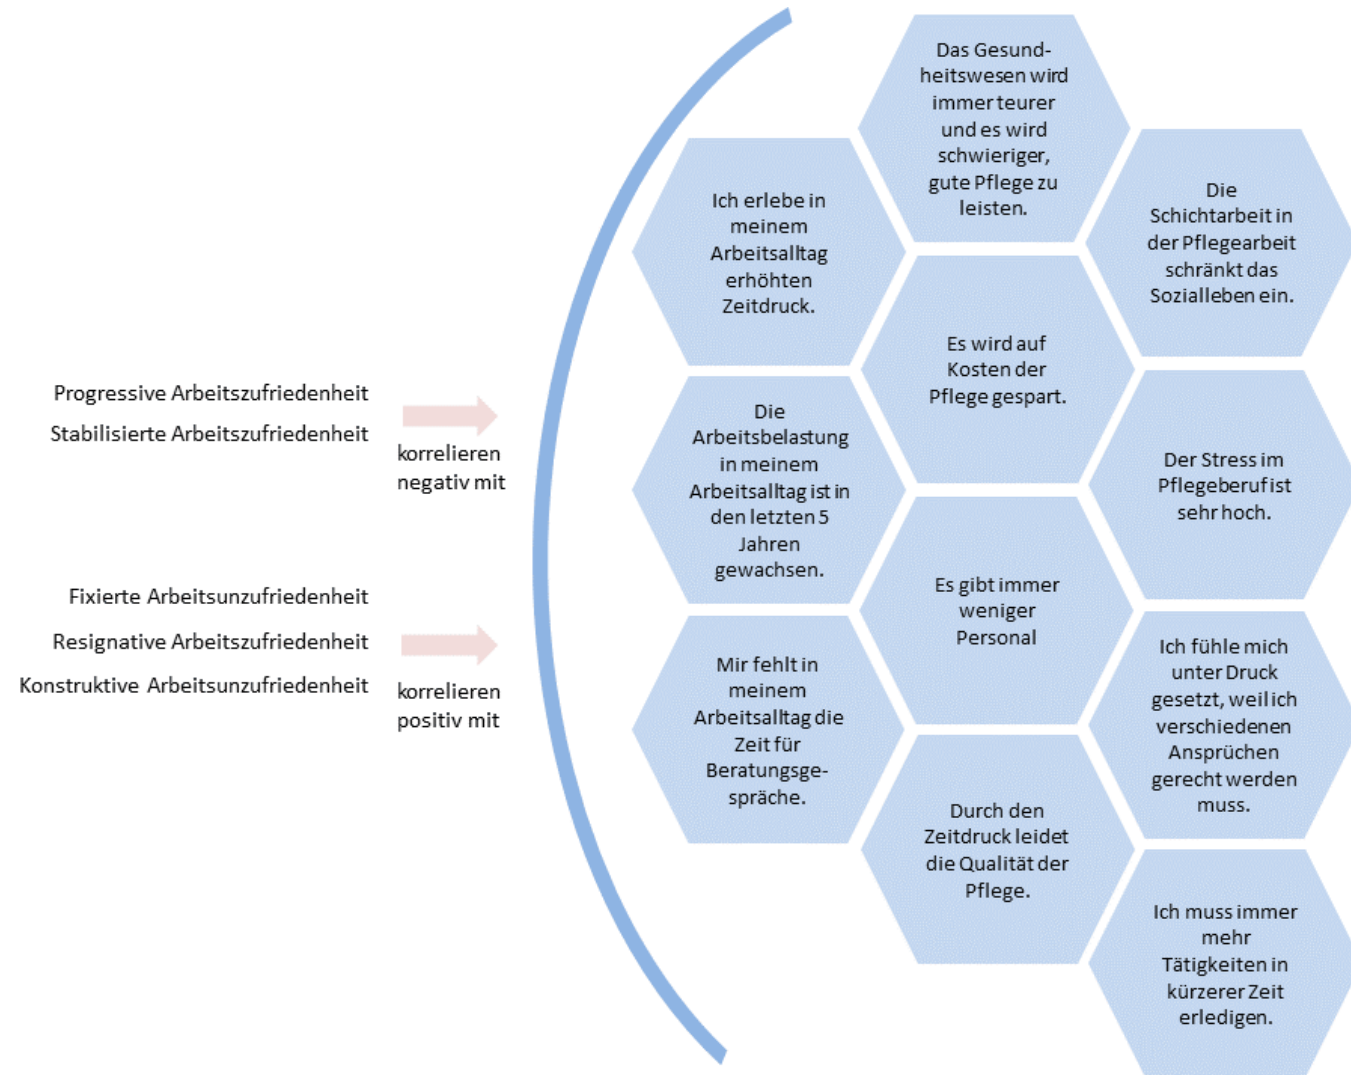 Progressive Arbeitszufriedenheit
Stabilisierte Arbeitszufriedenheit
korrelieren
negativ mit
Fixierte Arbeitsunzufriedenheit
Resignative Arbeitszufriedenheit
Konstruktive Arbeitsunzufriedenheit
korrelieren
positiv mit
Ich erlebe in
meinem
Arbeitsalltag
erhöhten
Zeitdruck.
Die
Arbeitsbelastung
in meinem
Arbeitsalltag ist in
den letzten 5
Jahren
gewachsen.
Mir fehlt in
meinem
Arbeitsalltag die
Zeit für
Beratungsge-
spräche.
Das Gesund-
heitswesen wird
immer teurer
und es wird
schwieriger,
gute Pflege zu
leisten.
Es wird auf
Kosten der
Pflege gespart.
Es gibt immer
weniger
Personal
Durch den
Zeitdruck leidet
die Qualität der
Pflege.
Die
Schichtarbeit in
der Pflegearbeit
schränkt das
Sozialleben ein.
Der Stress im
Pflegeberuf ist
sehr hoch.
Ich fühle mich
unter Druck
gesetzt, weil ich
verschiedenen
Ansprüchen
gerecht werden
muss.
Ich muss immer
mehr
Tätigkeiten in
kürzerer Zeit
erledigen.